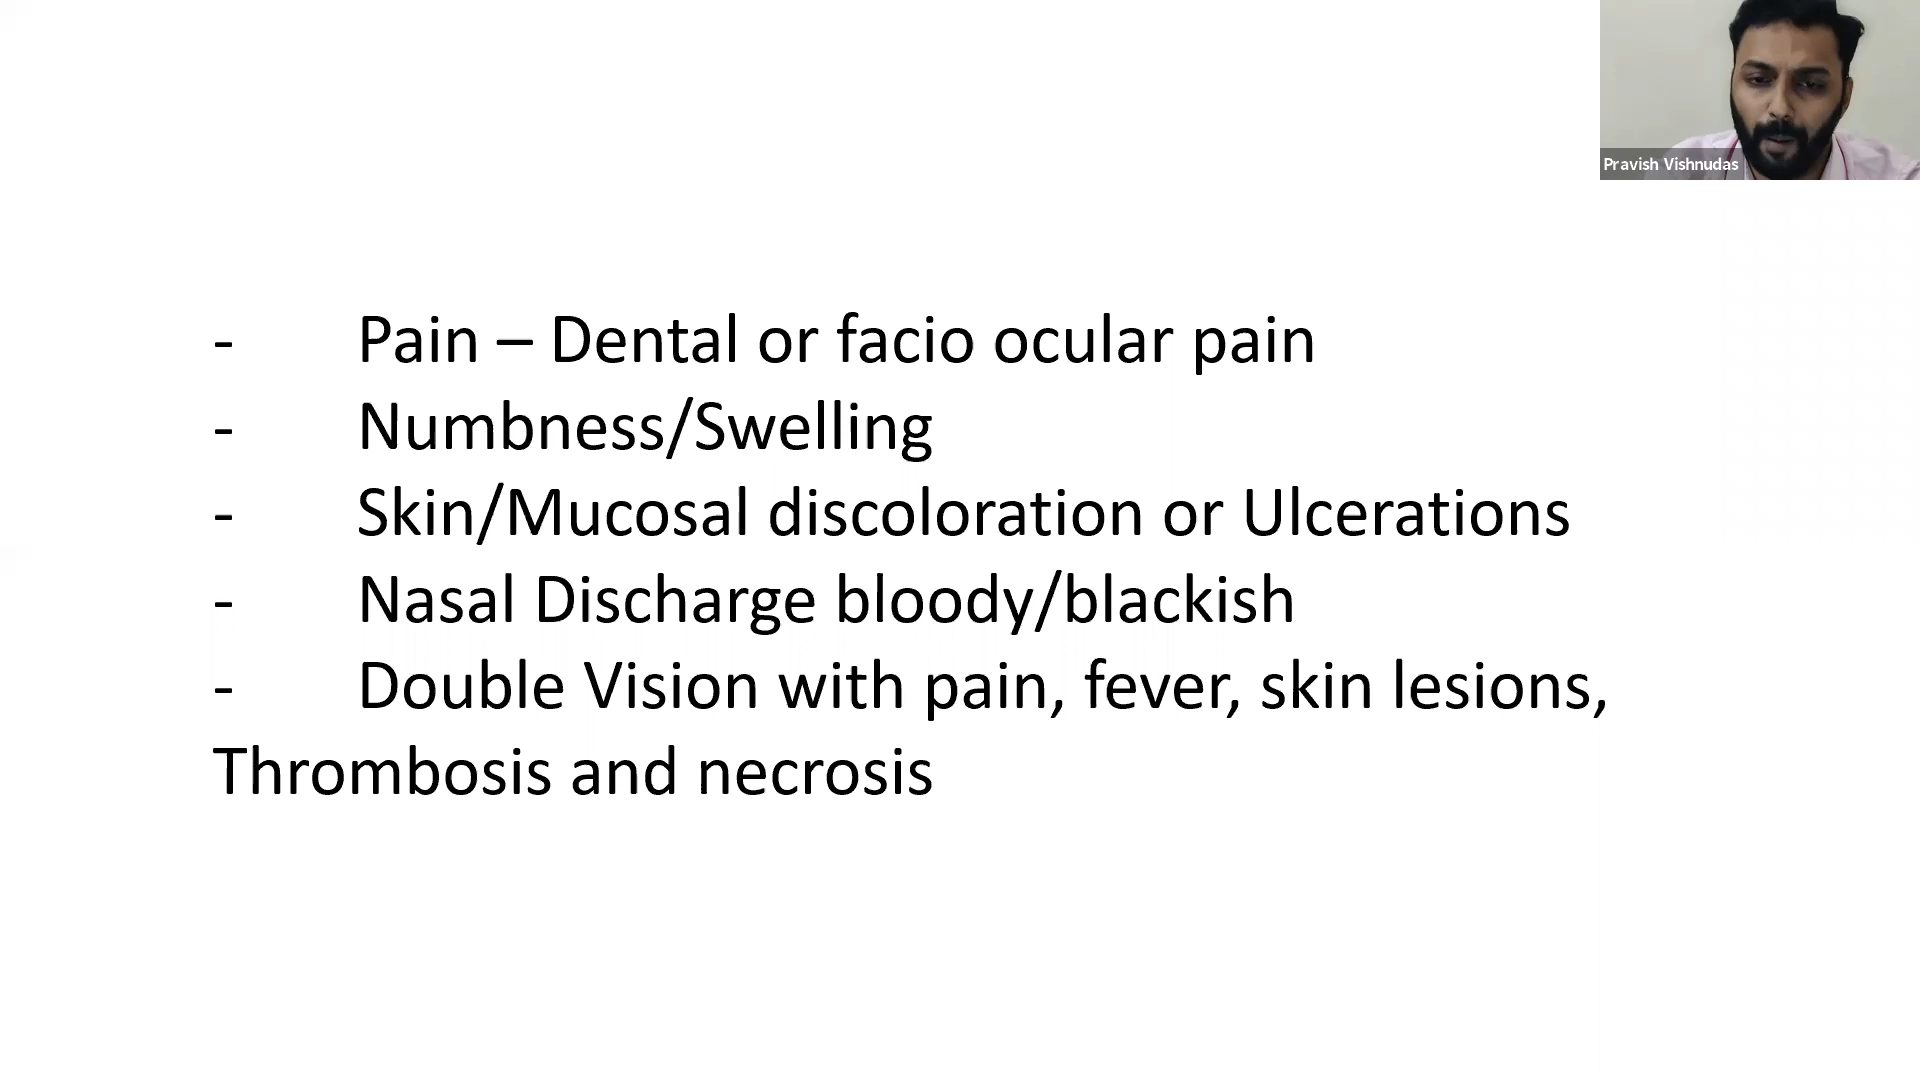 Pravish Vishnudas
- Pain – Dental or facio ocular pain
- Numbness/Swelling
- Skin/Mucosal discoloration or Ulcerations
- Nasal Discharge bloody/blackish
- Double Vision with pain, fever, skin lesions,
Thrombosis and necrosis